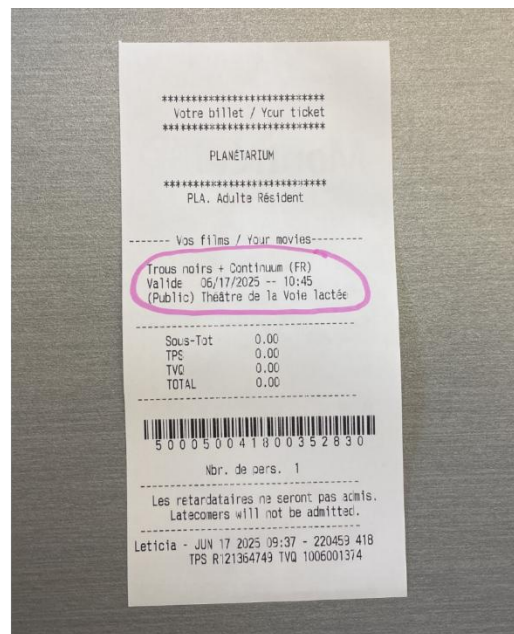 ****************************
Votre billet / Your ticket
****************************
PLANÉTARIUM
****************************
PLA. Adulte Résident
------ Vos films / Your movies--------
Trous noirs + Continuum (FR)
Valide 06/17/2025 -- 10:45
(Public) Théâtre de la Voie lactée
Sous-Tot 0.00
TPS 0.00
TVQ 0.00
TOTAL 0.00
500050041800352830
Nbr. de pers. 1
Les retardataires ne seront pas admis.
Latecomers will not be admitted.
Leticia - JUN 17 2025 09:37 - 220459 418
TPS R121364749 TVQ 1006001374